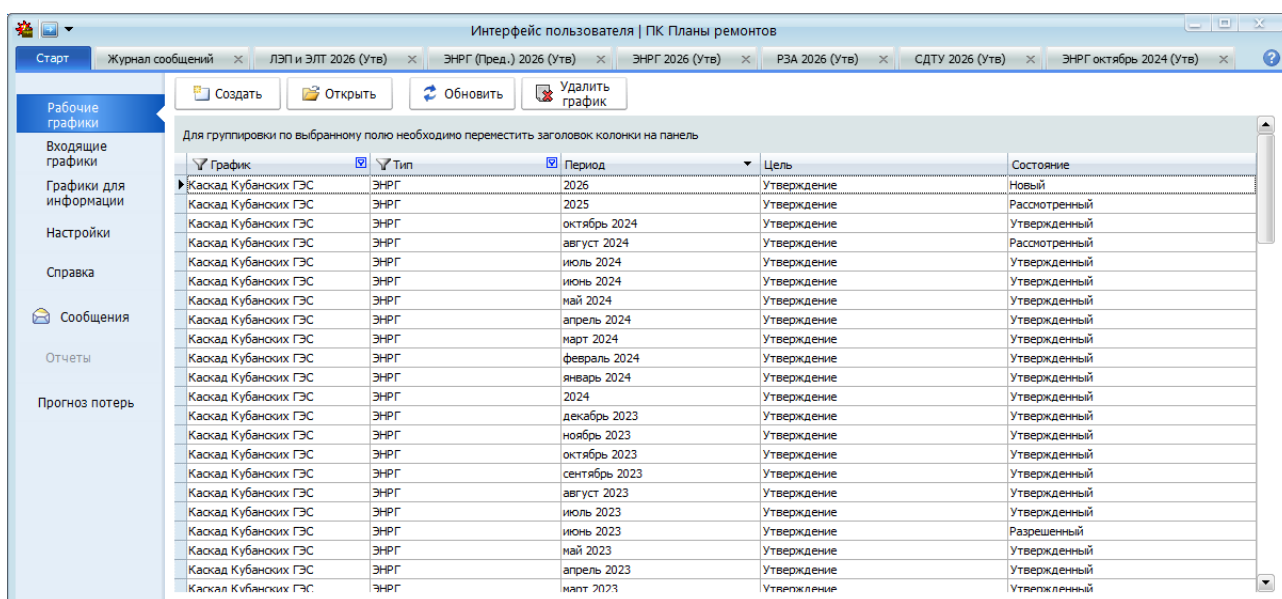 Интерфейс пользователя | ПК Планы ремонтов
Старт Журнал сообщений ЛЭП и ЭЛТ 2026 (Утв) ЭНРГ (Пред.) 2026 (Утв) ЭНРГ 2026 (Утв) РЗА 2026 (Утв) СДТУ 2026 (Утв) ЭНРГ октябрь 2024 (Утв)
Рабочие
графики
Входящие
графики
Графики для
информации
Настройки
Справка
Сообщения
Отчеты
Прогноз потерь
Создать Открыть Обновить Удалить
график
Для группировки по выбранному полю необходимо переместить заголовок колонки на панель
График Тип Период Цель Состояние
Каскад Кубанских ГЭС ЭНРГ 2026 Утверждение Новый
Каскад Кубанских ГЭС ЭНРГ 2025 Утверждение Рассмотренный
Каскад Кубанских ГЭС ЭНРГ октябрь 2024 Утверждение Утвержденный
Каскад Кубанских ГЭС ЭНРГ август 2024 Утверждение Рассмотренный
Каскад Кубанских ГЭС ЭНРГ июль 2024 Утверждение Утвержденный
Каскад Кубанских ГЭС ЭНРГ июнь 2024 Утверждение Утвержденный
Каскад Кубанских ГЭС ЭНРГ май 2024 Утверждение Утвержденный
Каскад Кубанских ГЭС ЭНРГ апрель 2024 Утверждение Утвержденный
Каскад Кубанских ГЭС ЭНРГ март 2024 Утверждение Утвержденный
Каскад Кубанских ГЭС ЭНРГ февраль 2024 Утверждение Утвержденный
Каскад Кубанских ГЭС ЭНРГ январь 2024 Утверждение Утвержденный
Каскад Кубанских ГЭС ЭНРГ 2024 Утверждение Утвержденный
Каскад Кубанских ГЭС ЭНРГ декабрь 2023 Утверждение Утвержденный
Каскад Кубанских ГЭС ЭНРГ ноябрь 2023 Утверждение Утвержденный
Каскад Кубанских ГЭС ЭНРГ октябрь 2023 Утверждение Утвержденный
Каскад Кубанских ГЭС ЭНРГ сентябрь 2023 Утверждение Утвержденный
Каскад Кубанских ГЭС ЭНРГ август 2023 Утверждение Утвержденный
Каскад Кубанских ГЭС ЭНРГ июль 2023 Утверждение Утвержденный
Каскад Кубанских ГЭС ЭНРГ июнь 2023 Утверждение Разрешенный
Каскад Кубанских ГЭС ЭНРГ май 2023 Утверждение Утвержденный
Каскад Кубанских ГЭС ЭНРГ апрель 2023 Утверждение Утвержденный
Каскад Кубанских ГЭС ЭНРГ март 2023 Утверждение Утвержденный